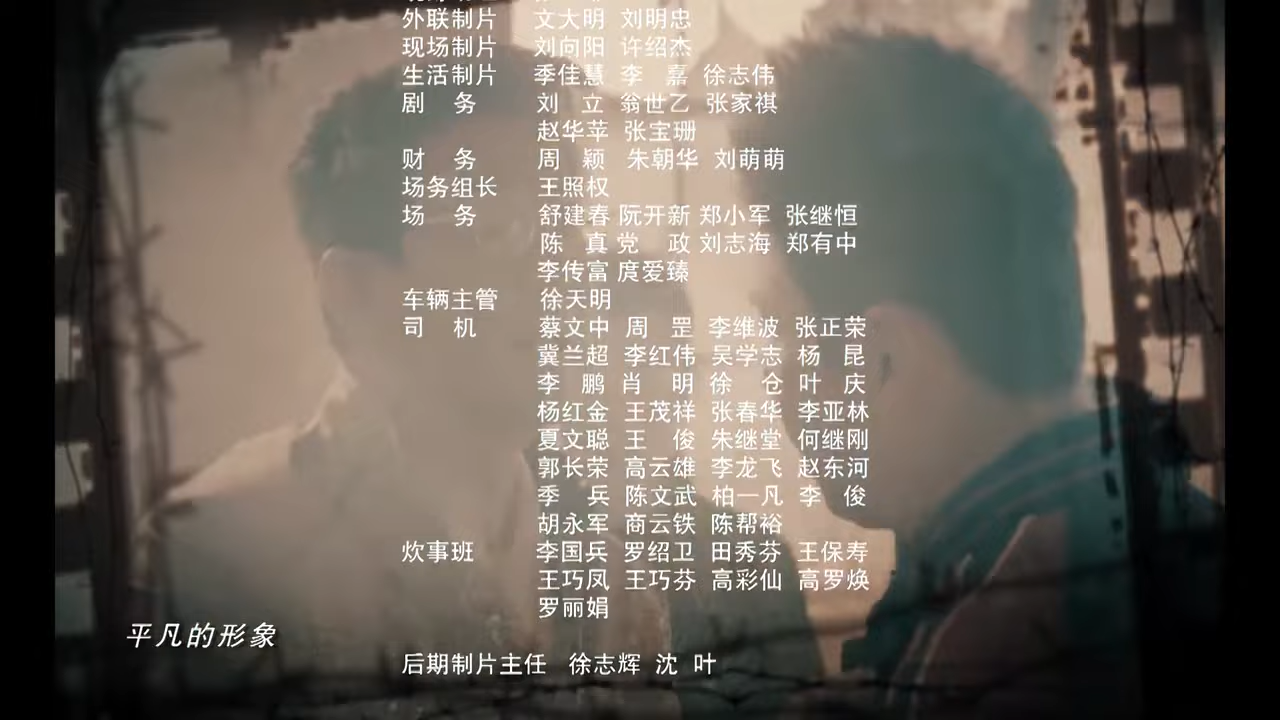 外联制片 文大明 刘明忠
现场制片 刘向阳 许绍杰
生活制片 季佳慧 李 嘉 徐志伟
剧 务 刘 立 翁世乙 张家祺
赵华苹 张宝珊
财 务 周 颖 朱朝华 刘萌萌
场务组长 王照权
场 务 舒建春 阮开新 郑小军 张继恒
陈 真 党 政 刘志海 郑有中
李传富 庹爱臻
车辆主管 徐天明
司 机 蔡文中 周 罡 李维波 张正荣
冀兰超 李红伟 吴学志 杨 昆
李 鹏 肖 明 徐 仓 叶 庆
杨红金 王茂祥 张春华 李亚林
夏文聪 王 俊 朱继堂 何继刚
郭长荣 高云雄 李龙飞 赵东河
季 兵 陈文武 柏一凡 李 俊
胡永军 商云铁 陈帮裕
炊事班 李国兵 罗绍卫 田秀芬 王保寿
王巧凤 王巧芬 高彩仙 高罗焕
罗丽娟
平凡的形象
后期制片主任 徐志辉 沈 叶